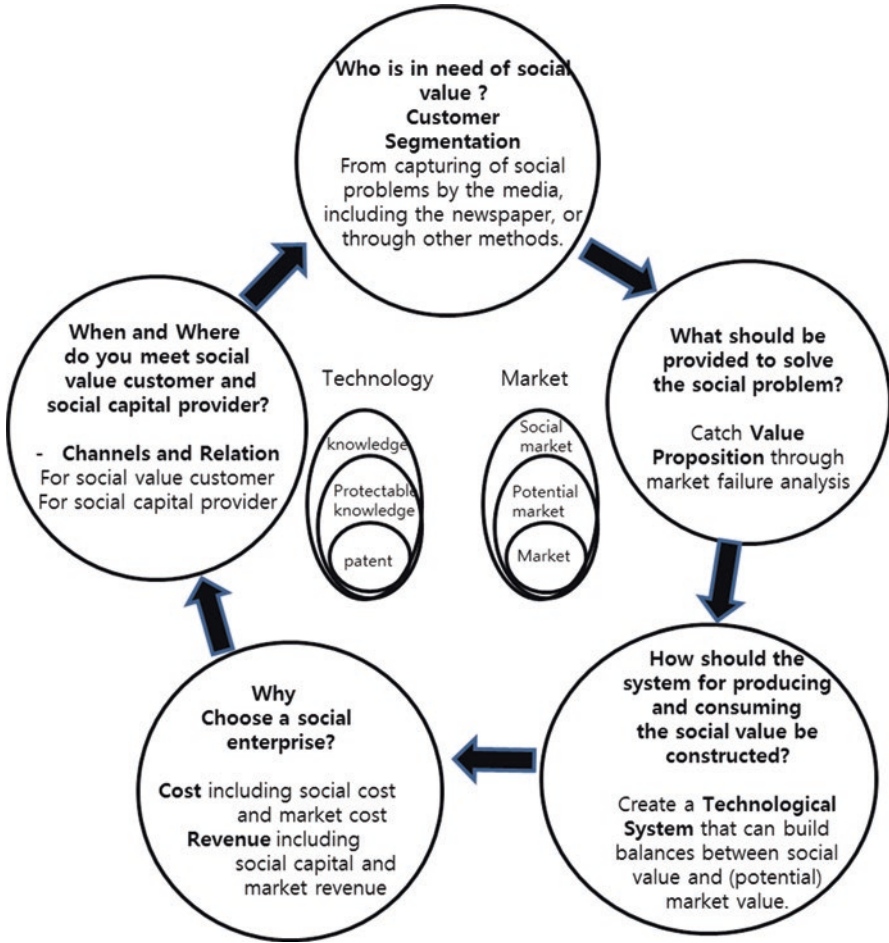 Who is in need of social
value ?
Customer
Segmentation
From capturing of social
problems by the media,
including the newspaper, or
through other methods.
What should be
provided to solve
the social problem?
Catch Value
Proposition through
market failure analysis
How should the
system for producing
and consuming
the social value be
constructed?
Create a Technological
System that can build
balances between social
value and (potential)
market value.
Why
Choose a social
enterprise?
Cost including social cost
and market cost
Revenue including
social capital and
market revenue
When and Where
do you meet social
value customer and
social capital provider?
- Channels and Relation
For social value customer
For social capital provider
Technology
knowledge
Protectable
knowledge
patent
Market
Social
market
Potential
market
Market